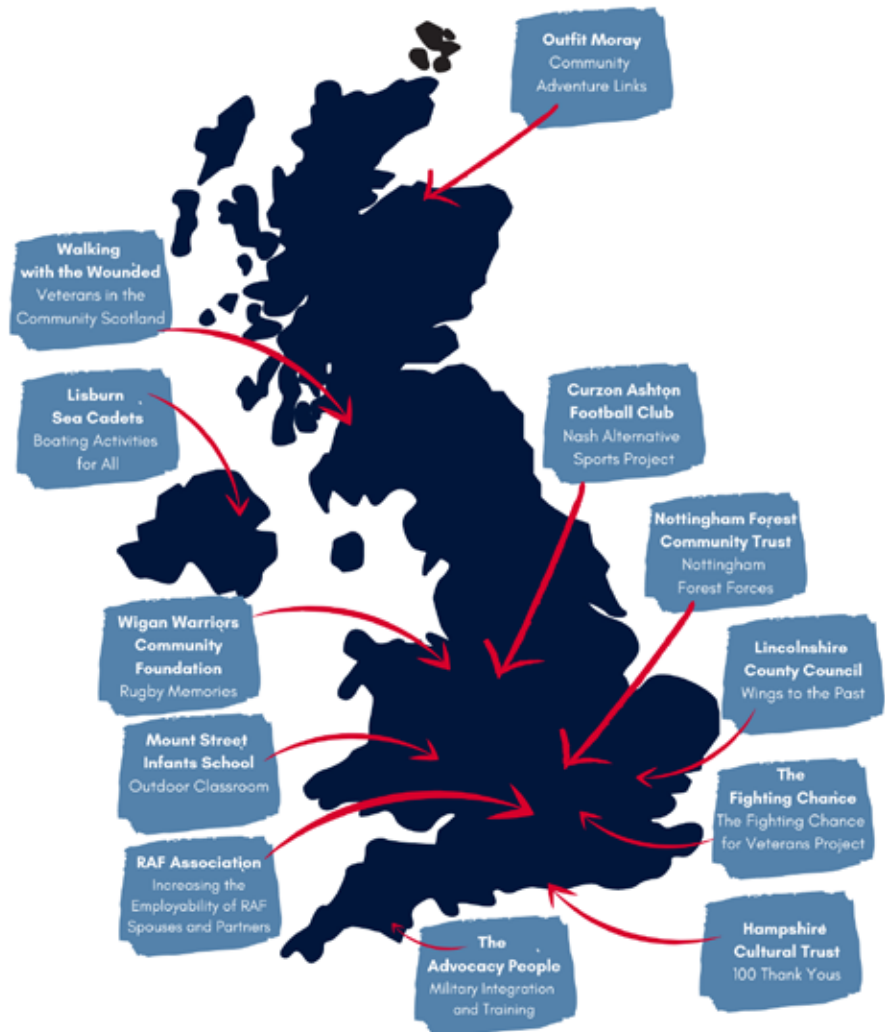 Outfit Moray
Community
Adventure Links
Walking
with the Wounded
Veterans in the
Community Scotland
Lisburn
Sea Cadets
Boating Activities
for All
Curzon Ashton
Football Club
Nash Alternative
Sports Project
Nottingham Forest
Community Trust
Nottingham
Forest Forces
Wigan Warriors
Community
Foundation
Rugby Memories
Lincolnshire
County Council
Wings to the Past
Mount Street
Infants School
Outdoor Classroom
The
Fighting Chance
The Fighting Chance
for Veterans Project
RAF Association
Increasing the
Employability of RAF
Spouses and Partners
Hampshire
Cultural Trust
100 Thank Yous
The
Advocacy People
Military Integration
and Training